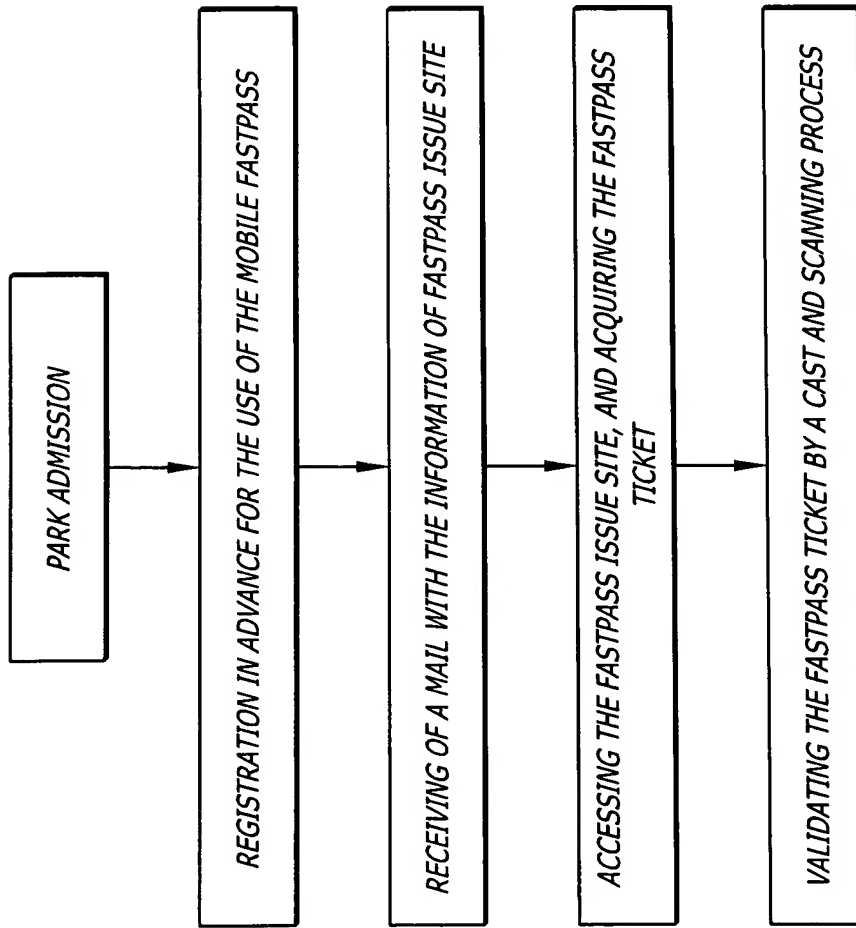 PARK ADMISSION
REGISTRATION IN ADVANCE FOR THE USE OF THE MOBILE FASTPASS
RECEIVING OF A MAIL WITH THE INFORMATION OF FASTPASS ISSUE SITE
ACCESSING THE FASTPASS ISSUE SITE, AND ACQUIRING THE FASTPASS
TICKET
VALIDATING THE FASTPASS TICKET BY A CAST AND SCANNING PROCESS